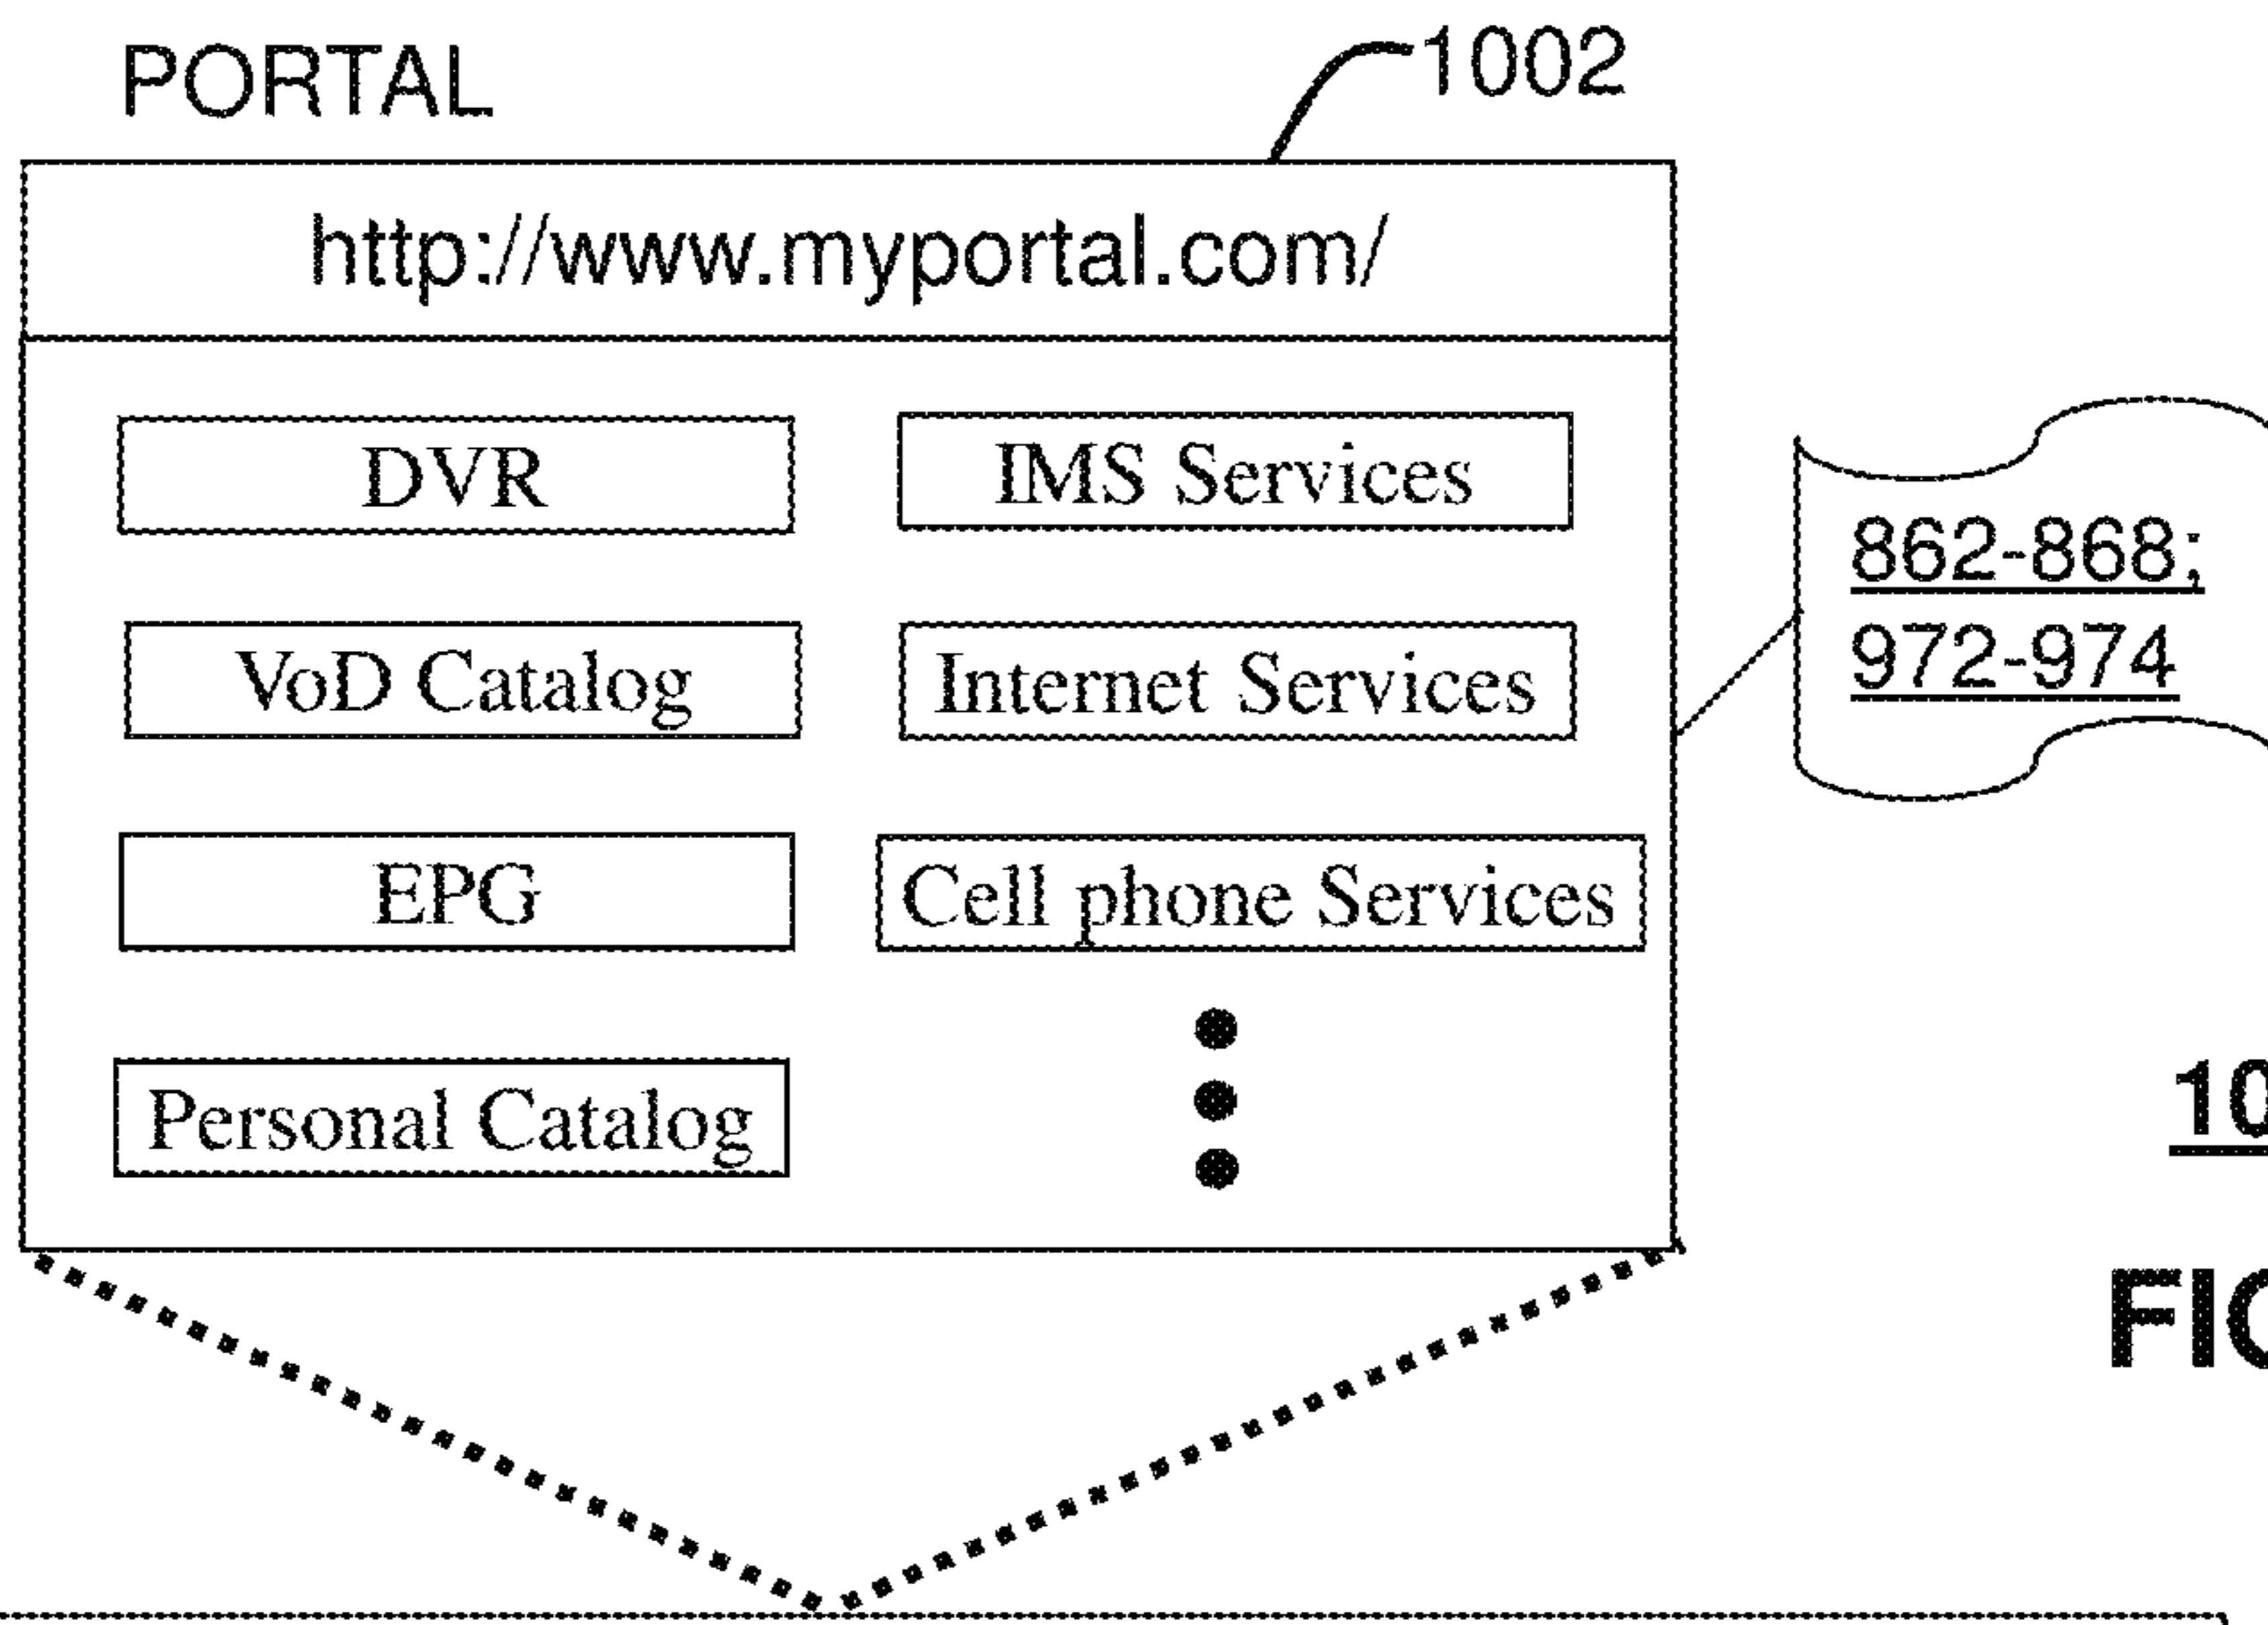 PORTAL
1002
http://www.myportal.com/
DVR
IMS Services
862-868;
972-974
VoD Catalog
Internet Services
EPG
Cell phone Services
Personal Catalog